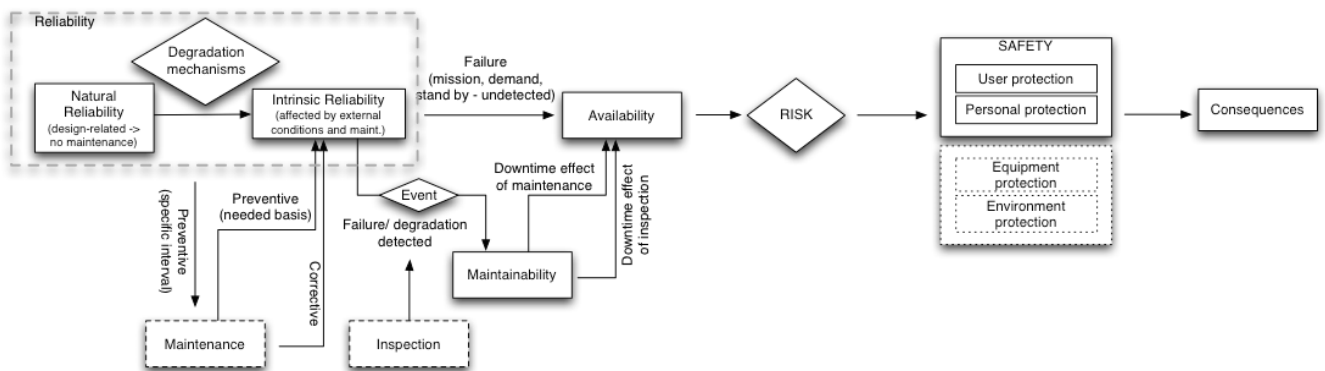 Reliability
Degradation
mechanisms
Natural
Reliability
(design-related ->
no maintenance)
Intrinsic Reliability
(affected by external
conditions and maint.)
Failure
(mission, demand,
stand by - undetected)
Availability
RISK
SAFETY
User protection
Personal protection
Equipment
protection
Environment
protection
Consequences
Preventive
(specific interval)
Preventive
(needed basis)
Corrective
Event
Failure/ degradation
detected
Downtime effect
of maintenance
Downtime effect
of inspection
Maintainability
Maintenance
Inspection